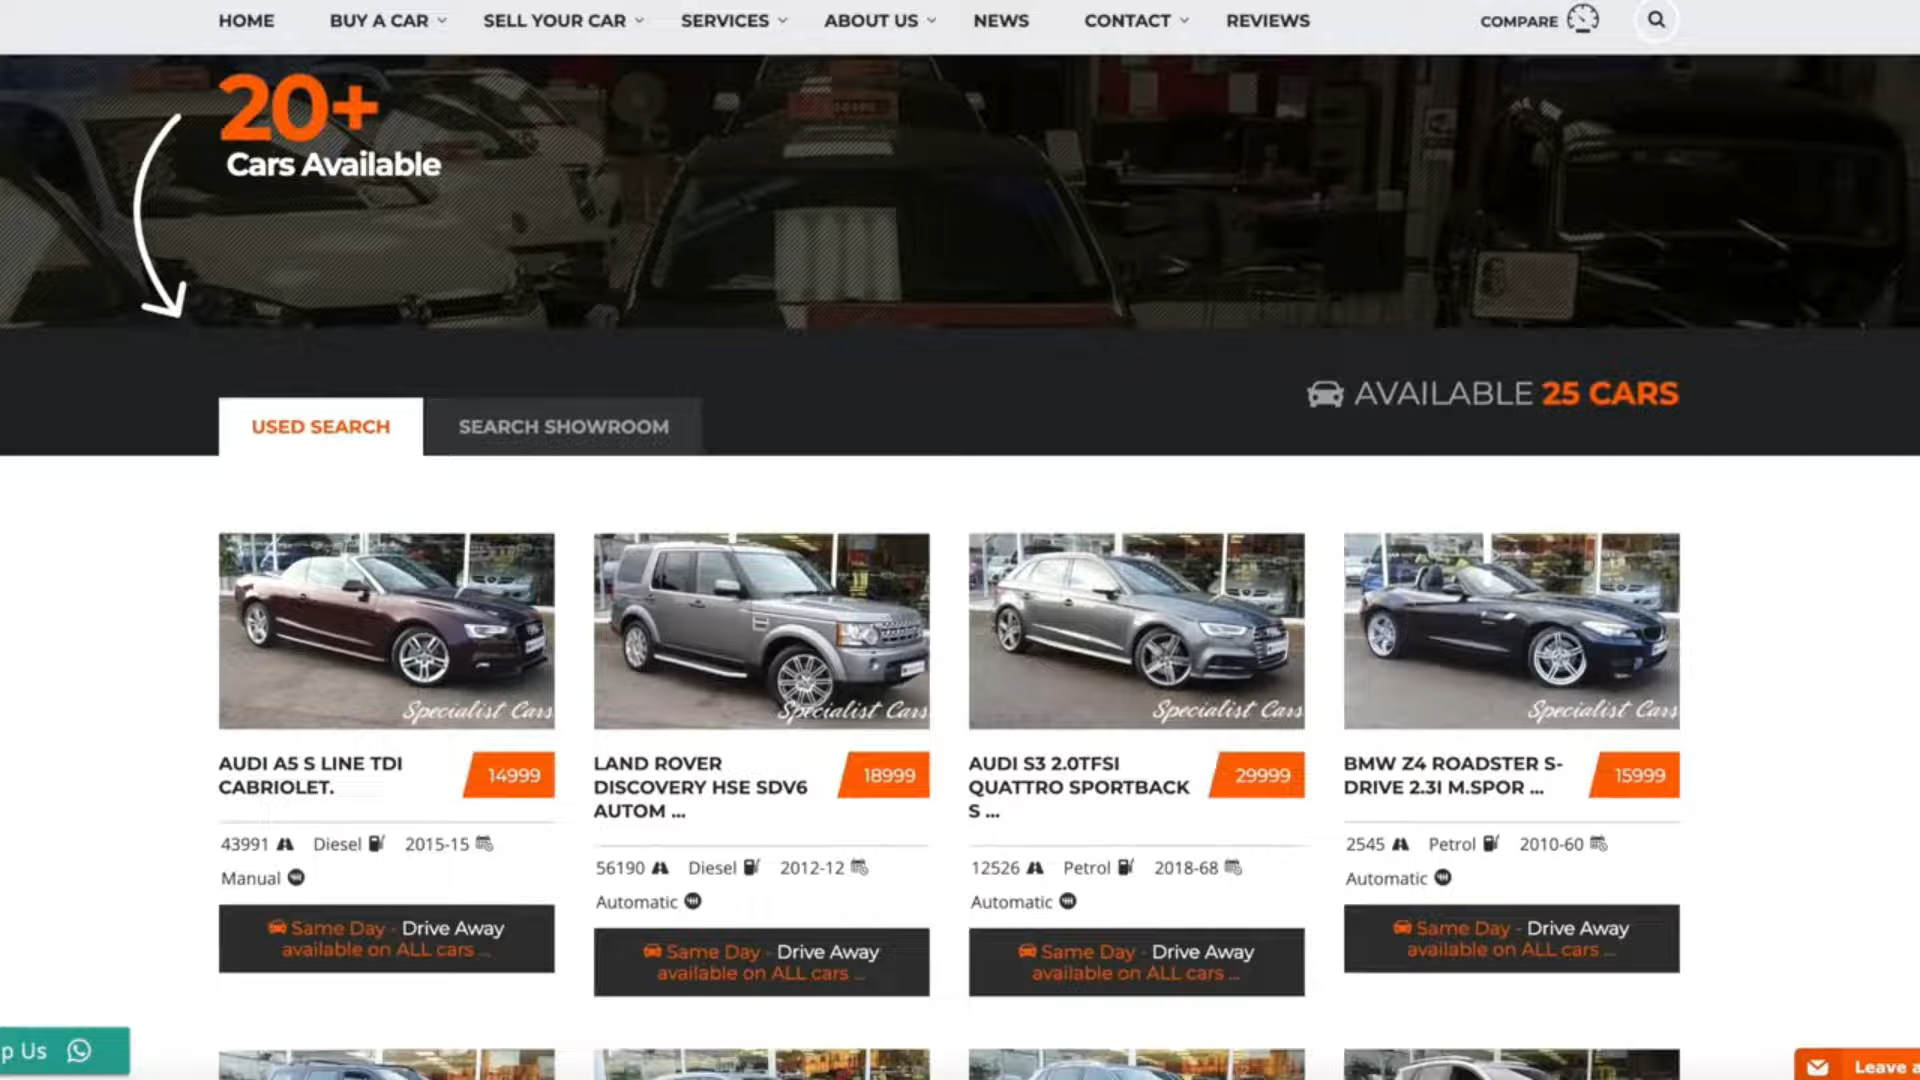 HOME BUY A CAR SELL YOUR CAR SERVICES ABOUT US NEWS CONTACT REVIEWS COMPARE
20+
Cars Available
AVAILABLE 25 CARS
USED SEARCH SEARCH SHOWROOM
Specialist Cars Specialist Cars Specialist Cars Specialist Cars
AUDI A5 S LINE TDI
CABRIOLET.
14999
43991 Diesel 2015-15
Manual
Same Day - Drive Away
available on ALL cars ...
LAND ROVER
DISCOVERY HSE SDV6
AUTOM ...
18999
56190 Diesel 2012-12
Automatic
Same Day - Drive Away
available on ALL cars ...
AUDI S3 2.0TFSI
QUATTRO SPORTBACK
S ...
29999
12526 Petrol 2018-68
Automatic
Same Day - Drive Away
available on ALL cars ...
BMW Z4 ROADSTER S-
DRIVE 2.3I M.SPOR ...
15999
2545 Petrol 2010-60
Automatic
Same Day - Drive Away
available on ALL cars ...
p Us
Leave a